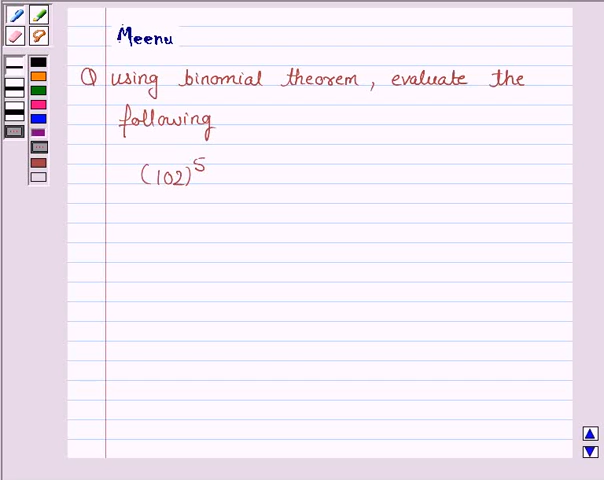 Meenu
Q using binomial theorem, evaluate the
following
(102)^5